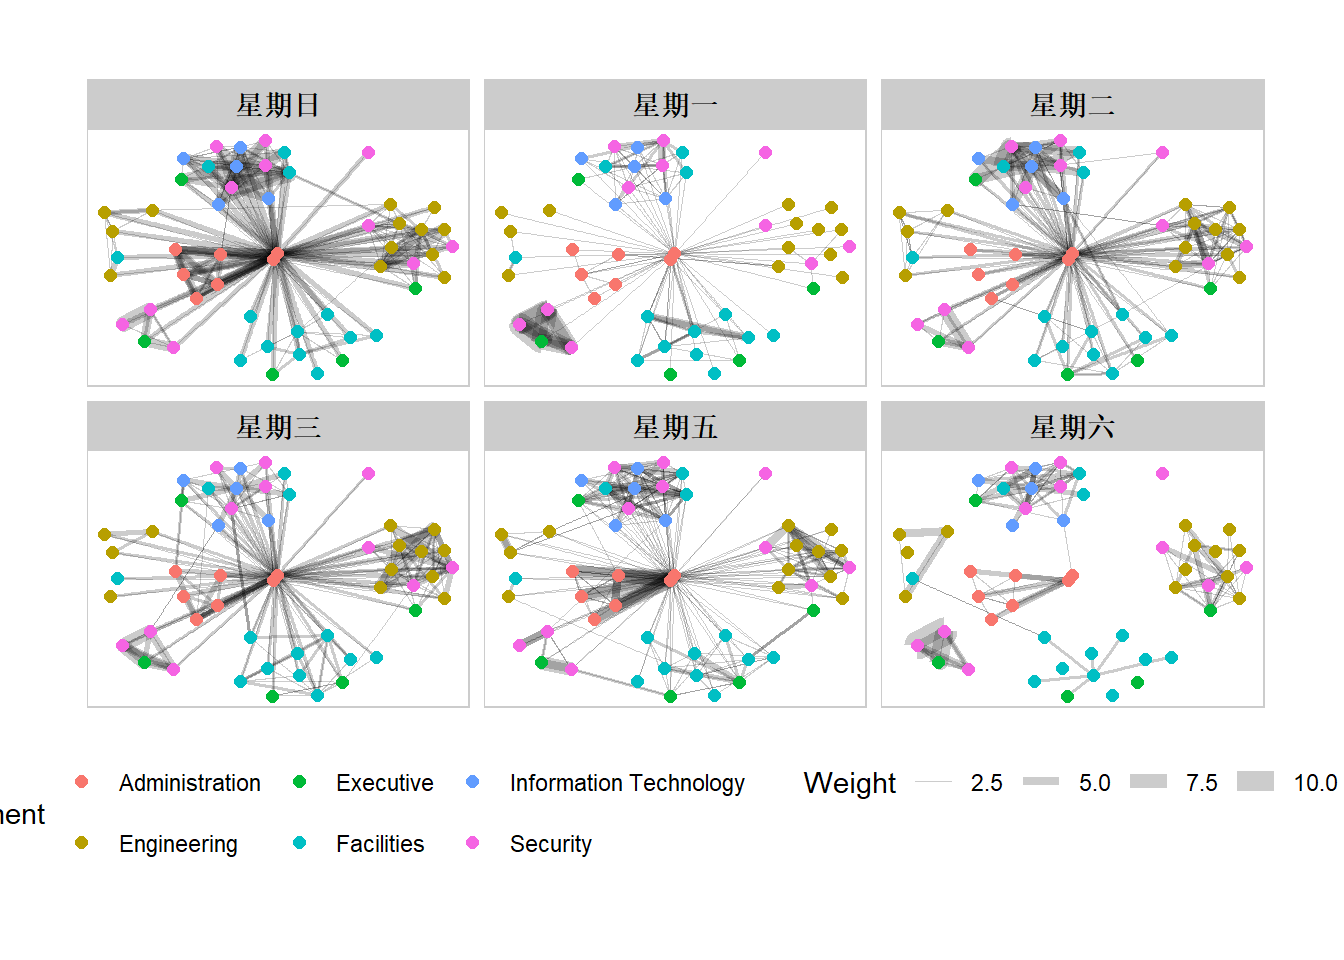 星期日 星期一 星期二
星期三 星期五 星期六
Administration Executive Information Technology Weight 2.5 5.0 7.5 10.0
nent
Engineering Facilities Security